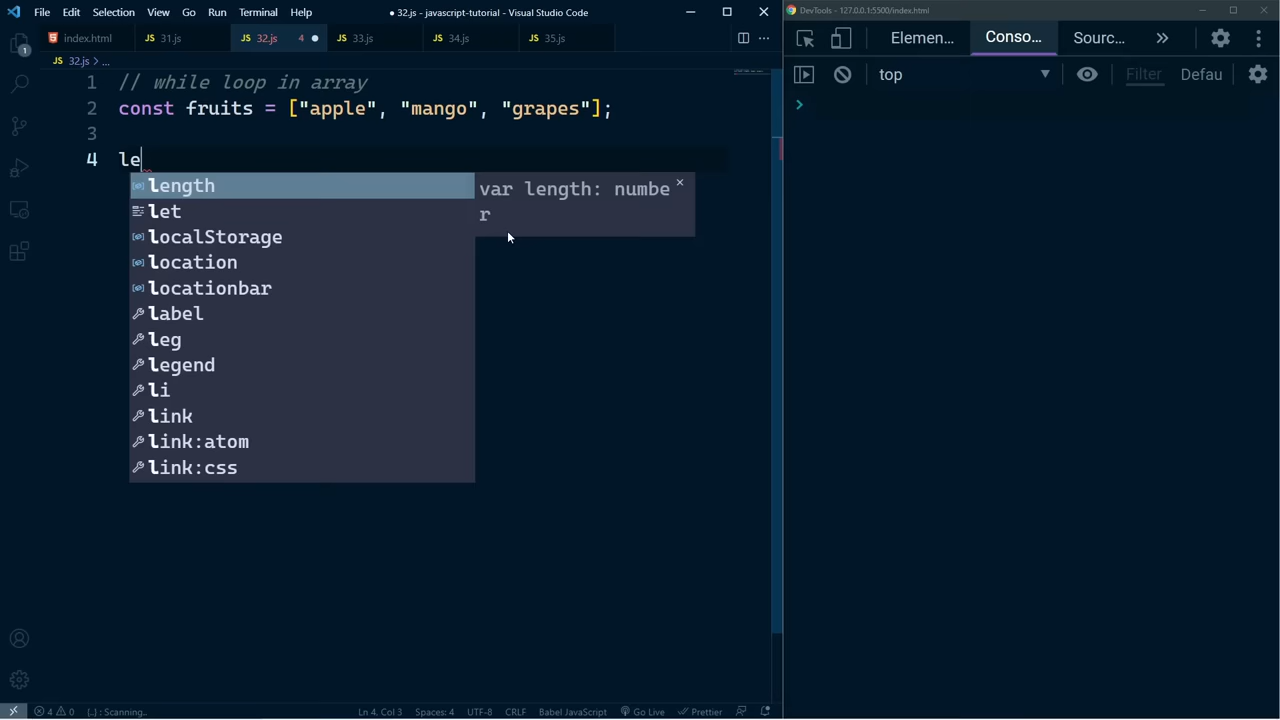 File Edit Selection View Go Run Terminal Help
● 32.js - javascript-tutorial - Visual Studio Code
index.html JS 31.js JS 32.js 4 ● JS 33.js JS 34.js JS 35.js
JS 32.js > ...
1 // while loop in array
2 const fruits = ["apple", "mango", "grapes"];
3
4 le
length
let
localStorage
location
locationbar
label
leg
legend
li
link
link:atom
link:css
var length: numbe
r
1
4 0 {..} : Scanning.. Ln 4, Col 3 Spaces: 4 UTF-8 CRLF Babel JavaScript Go Live Prettier
DevTools - 127.0.0.1:5500/index.html
Elemen... Conso... Sourc...
top Filter Defau